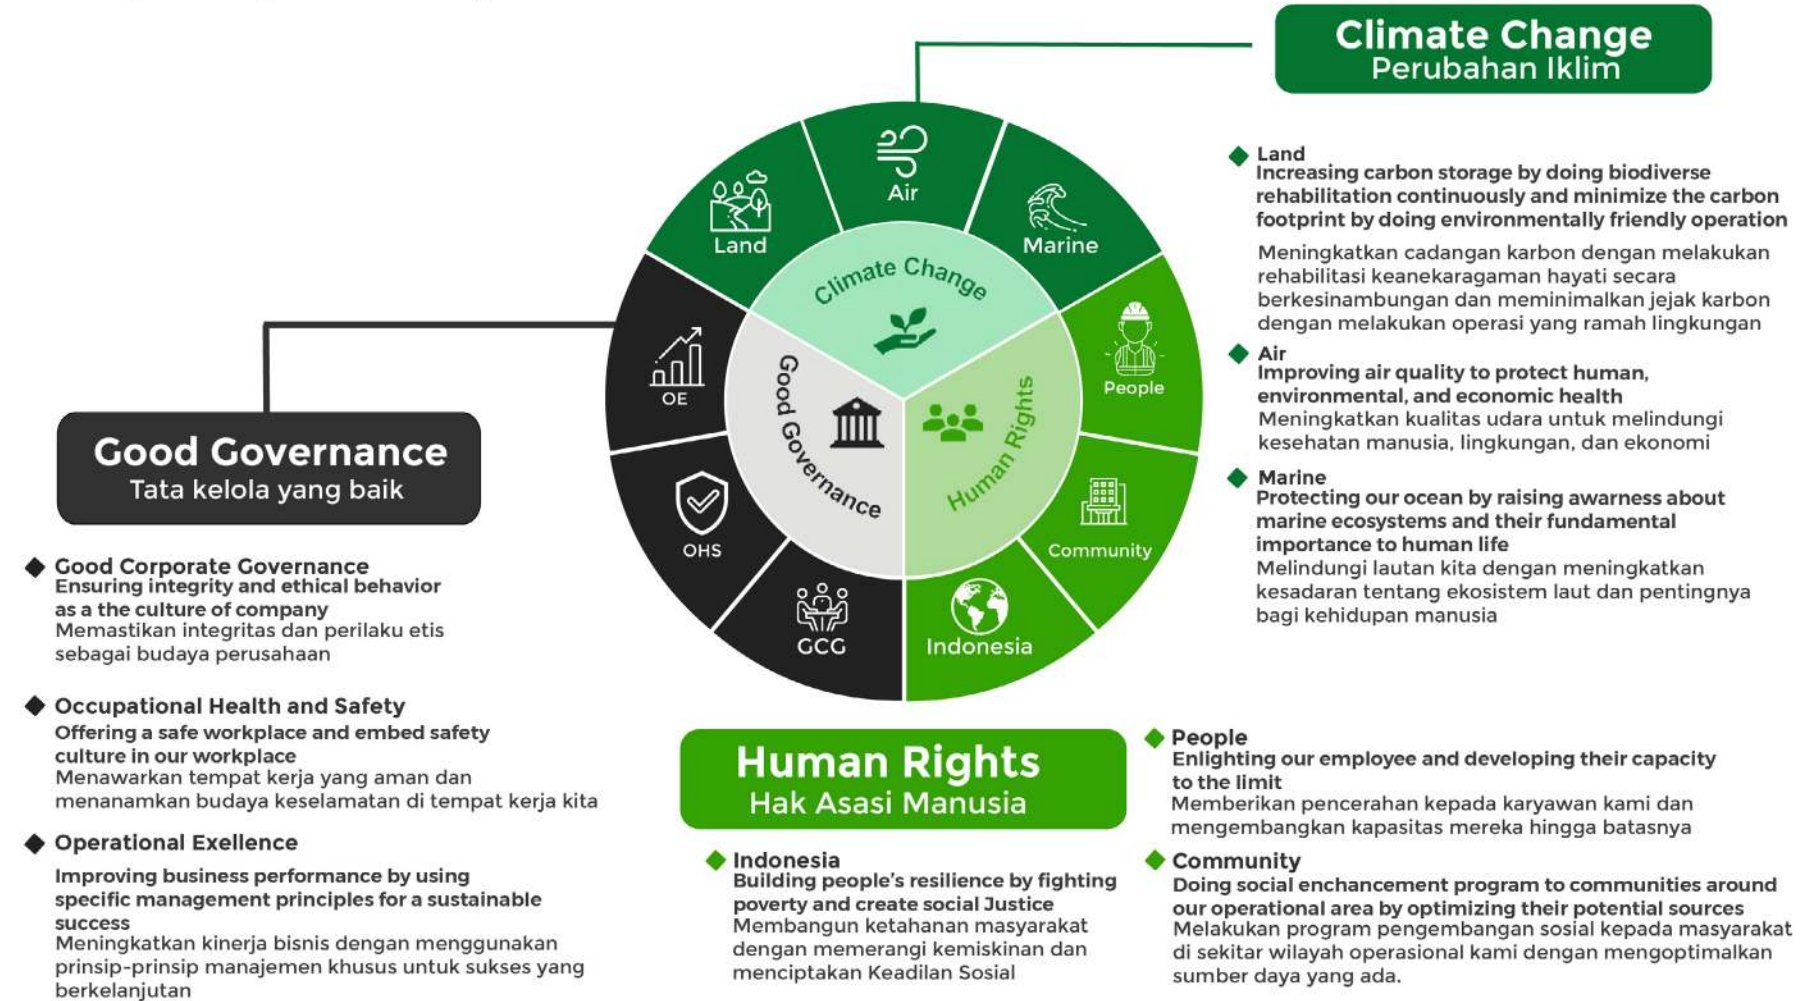 Climate Change
Perubahan Iklim
Land
Increasing carbon storage by doing biodiverse
rehabilitation continuously and minimize the carbon
footprint by doing environmentally friendly operation
Meningkatkan cadangan karbon dengan melakukan
rehabilitasi keanekaragaman hayati secara
berkesinambungan dan meminimalkan jejak karbon
dengan melakukan operasi yang ramah lingkungan
Air
Improving air quality to protect human,
environmental, and economic health
Meningkatkan kualitas udara untuk melindungi
kesehatan manusia, lingkungan, dan ekonomi
Marine
Protecting our ocean by raising awarness about
marine ecosystems and their fundamental
importance to human life
Melindungi lautan kita dengan meningkatkan
kesadaran tentang ekosistem laut dan pentingnya
bagi kehidupan manusia
Land
Air
Marine
People
Community
Indonesia
GCG
OHS
OE
Climate Change
Human Rights
Good Governance
Good Governance
Tata kelola yang baik
Good Corporate Governance
Ensuring integrity and ethical behavior
as a the culture of company
Memastikan integritas dan perilaku etis
sebagai budaya perusahaan
Occupational Health and Safety
Offering a safe workplace and embed safety
culture in our workplace
Menawarkan tempat kerja yang aman dan
menanamkan budaya keselamatan di tempat kerja kita
Operational Exellence
Improving business performance by using
specific management principles for a sustainable
success
Meningkatkan kinerja bisnis dengan menggunakan
prinsip-prinsip manajemen khusus untuk sukses yang
berkelanjutan
Human Rights
Hak Asasi Manusia
Indonesia
Building people's resilience by fighting
poverty and create social Justice
Membangun ketahanan masyarakat
dengan memerangi kemiskinan dan
menciptakan Keadilan Sosial
People
Enlighting our employee and developing their capacity
to the limit
Memberikan pencerahan kepada karyawan kami dan
mengembangkan kapasitas mereka hingga batasnya
Community
Doing social enchancement program to communities around
our operational area by optimizing their potential sources
Melakukan program pengembangan sosial kepada masyarakat
di sekitar wilayah operasional kami dengan mengoptimalkan
sumber daya yang ada.